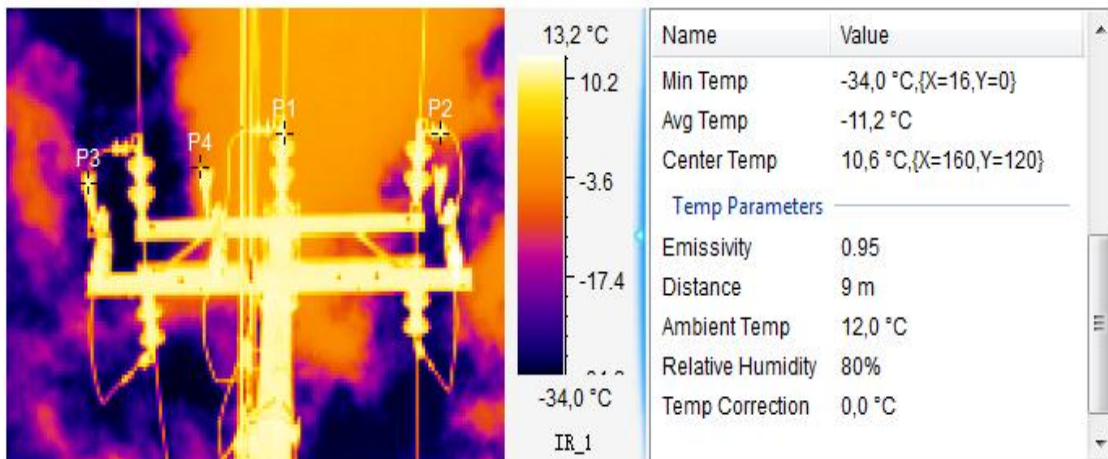 P1
P2
P3
P4
13,2 °C
10.2
-3.6
-17.4
-34,0 °C
IR_1
Name Value
Min Temp -34,0 °C,{X=16,Y=0}
Avg Temp -11,2 °C
Center Temp 10,6 °C,{X=160,Y=120}
Temp Parameters
Emissivity 0.95
Distance 9 m
Ambient Temp 12,0 °C
Relative Humidity 80%
Temp Correction 0,0 °C